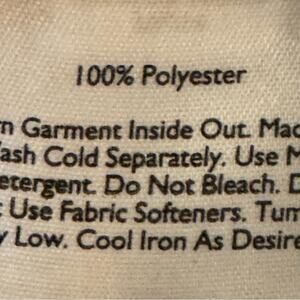 100% Polyester
n Garment Inside Out. Mac
ash Cold Separately. Use M
etergent. Do Not Bleach. D
Use Fabric Softeners. Tum
y Low. Cool Iron As Desire